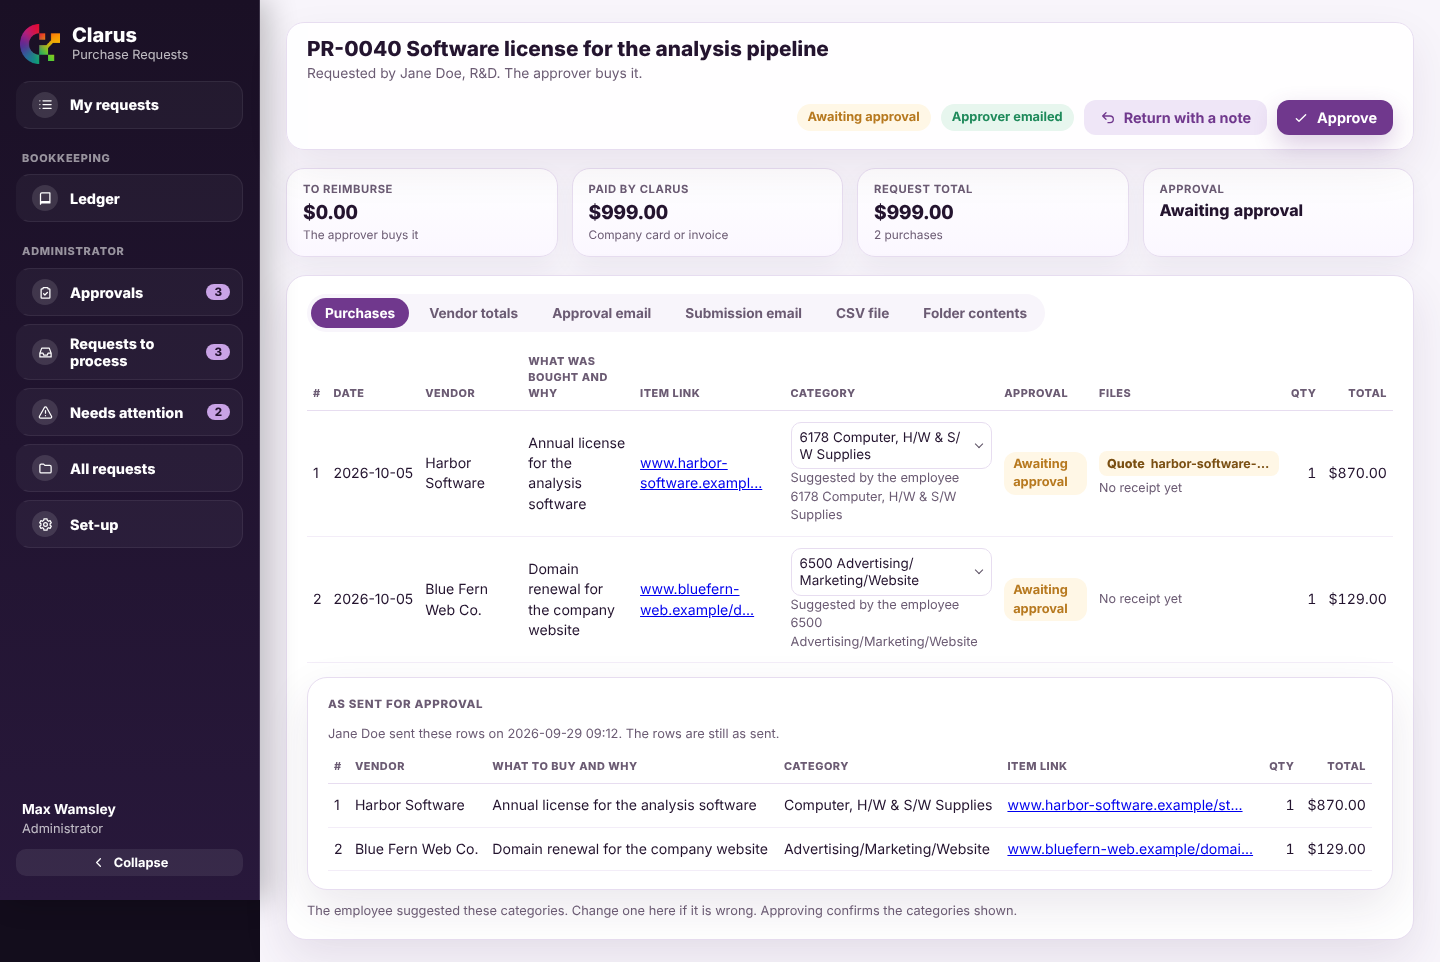 Clarus
Purchase Requests
My requests
BOOKKEEPING
Ledger
ADMINISTRATOR
Approvals 3
Requests to process 3
Needs attention 2
All requests
Set-up
Max Wamsley
Administrator
Collapse
PR-0040 Software license for the analysis pipeline
Requested by Jane Doe, R&D. The approver buys it.
Awaiting approval Approver emailed Return with a note Approve
TO REIMBURSE
$0.00
The approver buys it
PAID BY CLARUS
$999.00
Company card or invoice
REQUEST TOTAL
$999.00
2 purchases
APPROVAL
Awaiting approval
Purchases Vendor totals Approval email Submission email CSV file Folder contents
# DATE VENDOR WHAT WAS BOUGHT AND WHY ITEM LINK CATEGORY APPROVAL FILES QTY TOTAL
1 2026-10-05
Harbor
Software
Annual license
for the
analysis
software
www.harbor-
software.exampl...
6178 Computer, H/W & S/
W Supplies
Suggested by the employee
6178 Computer, H/W & S/W
Supplies
Awaiting
approval
Quote harbor-software-...
No receipt yet
1 $870.00
2 2026-10-05
Blue Fern
Web Co.
Domain
renewal for
the company
website
www.bluefern-
web.example/d...
6500 Advertising/
Marketing/Website
Suggested by the employee
6500
Advertising/Marketing/Website
Awaiting
approval
No receipt yet
1 $129.00
AS SENT FOR APPROVAL
Jane Doe sent these rows on 2026-09-29 09:12. The rows are still as sent.
# VENDOR WHAT TO BUY AND WHY CATEGORY ITEM LINK QTY TOTAL
1 Harbor Software Annual license for the analysis software Computer, H/W & S/W Supplies www.harbor-software.example/st... 1 $870.00
2 Blue Fern Web Co. Domain renewal for the company website Advertising/Marketing/Website www.bluefern-web.example/domai... 1 $129.00
The employee suggested these categories. Change one here if it is wrong. Approving confirms the categories shown.